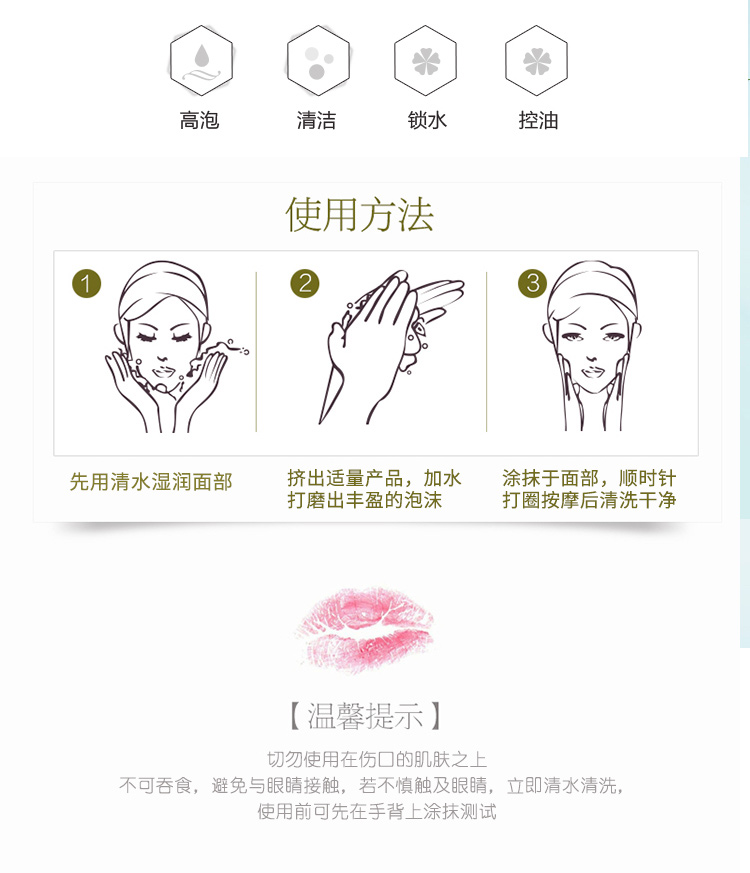 高泡 清洁 锁水 控油
使用方法
1 2 3
先用清水湿润面部
挤出适量产品，加水
打磨出丰盈的泡沫
涂抹于面部，顺时针
打圈按摩后清洗干净
【温馨提示】
切勿使用在伤口的肌肤之上
不可吞食，避免与眼睛接触，若不慎触及眼睛，立即清水清洗，
使用前可先在手背上涂抹测试